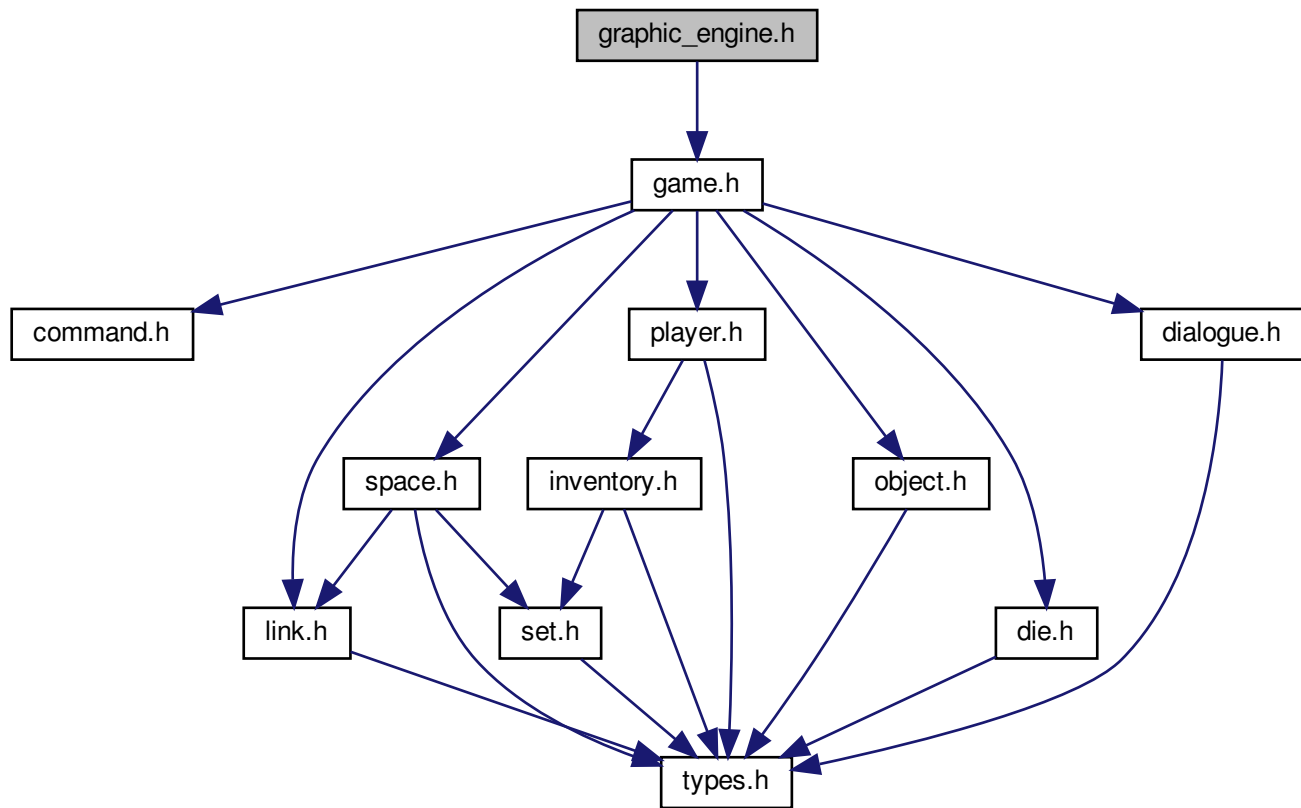 graphic_engine.h
game.h
command.h
player.h
dialogue.h
space.h
inventory.h
object.h
link.h
set.h
die.h
types.h